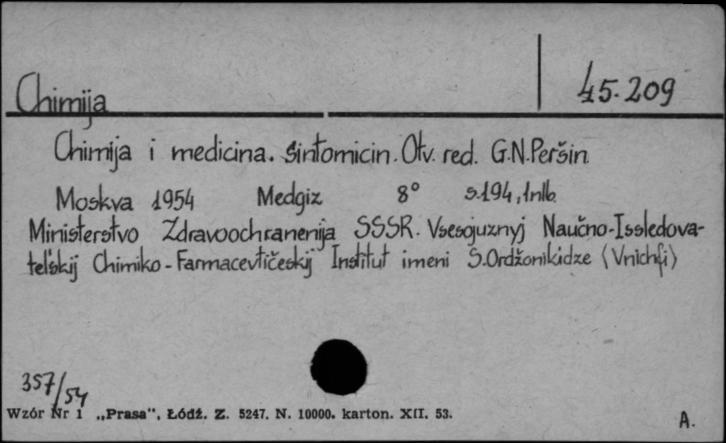 45.209
Chimija
Chimija i medicina. Sintomicin. Otv. red. G.N.Peršin
Moskva 1954 Medgiz 8° s.194, 1nlb.
Ministerstvo Zdravoochranenija SSSR. Vsesojuznyj Naučno-Issledova-
tel'skij Chimiko-Farmacevtičeskij Institut imeni S.Ordžonikidze (Vnichfi)
357/54
Wzór Nr 1 „Prasa", Łódź. Z. 5247. N. 10000. karton. XII. 53.
A.